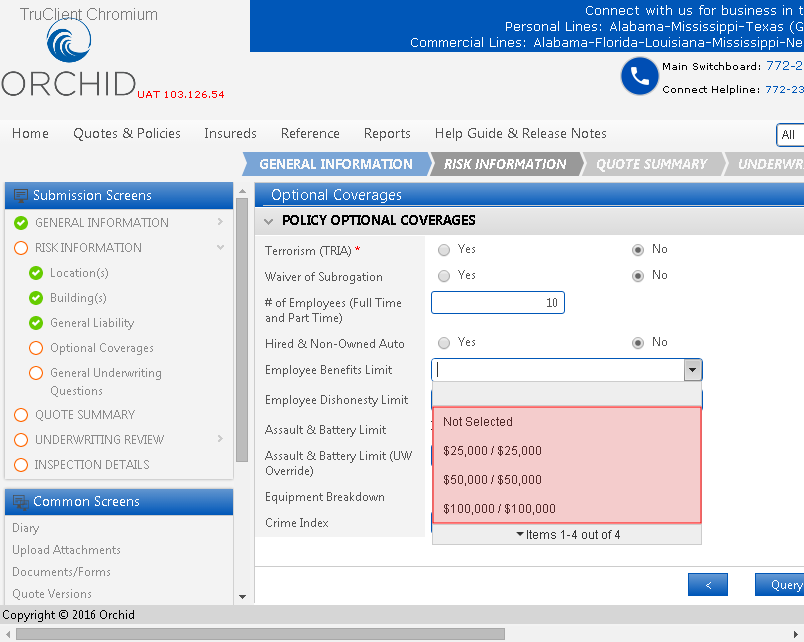 TruClient Chromium
ORCHID
UAT 103.126.54
Connect with us for business in t
Personal Lines: Alabama-Mississippi-Texas (G
Commercial Lines: Alabama-Florida-Louisiana-Mississippi-Ne
Main Switchboard: 772-2
Connect Helpline: 772-23
Home Quotes & Policies Insureds Reference Reports Help Guide & Release Notes All
GENERAL INFORMATION RISK INFORMATION QUOTE SUMMARY UNDERWR
Submission Screens
GENERAL INFORMATION
RISK INFORMATION
Location(s)
Building(s)
General Liability
Optional Coverages
General Underwriting
Questions
QUOTE SUMMARY
UNDERWRITING REVIEW
INSPECTION DETAILS
Common Screens
Diary
Upload Attachments
Documents/Forms
Quote Versions
Optional Coverages
POLICY OPTIONAL COVERAGES
Terrorism (TRIA) * Yes No
Waiver of Subrogation Yes No
# of Employees (Full Time
and Part Time) 10
Hired & Non-Owned Auto Yes No
Employee Benefits Limit
Employee Dishonesty Limit
Assault & Battery Limit
Assault & Battery Limit (UW
Override)
Equipment Breakdown
Crime Index
Not Selected
$25,000 / $25,000
$50,000 / $50,000
$100,000 / $100,000
Items 1-4 out of 4
< Query
Copyright © 2016 Orchid